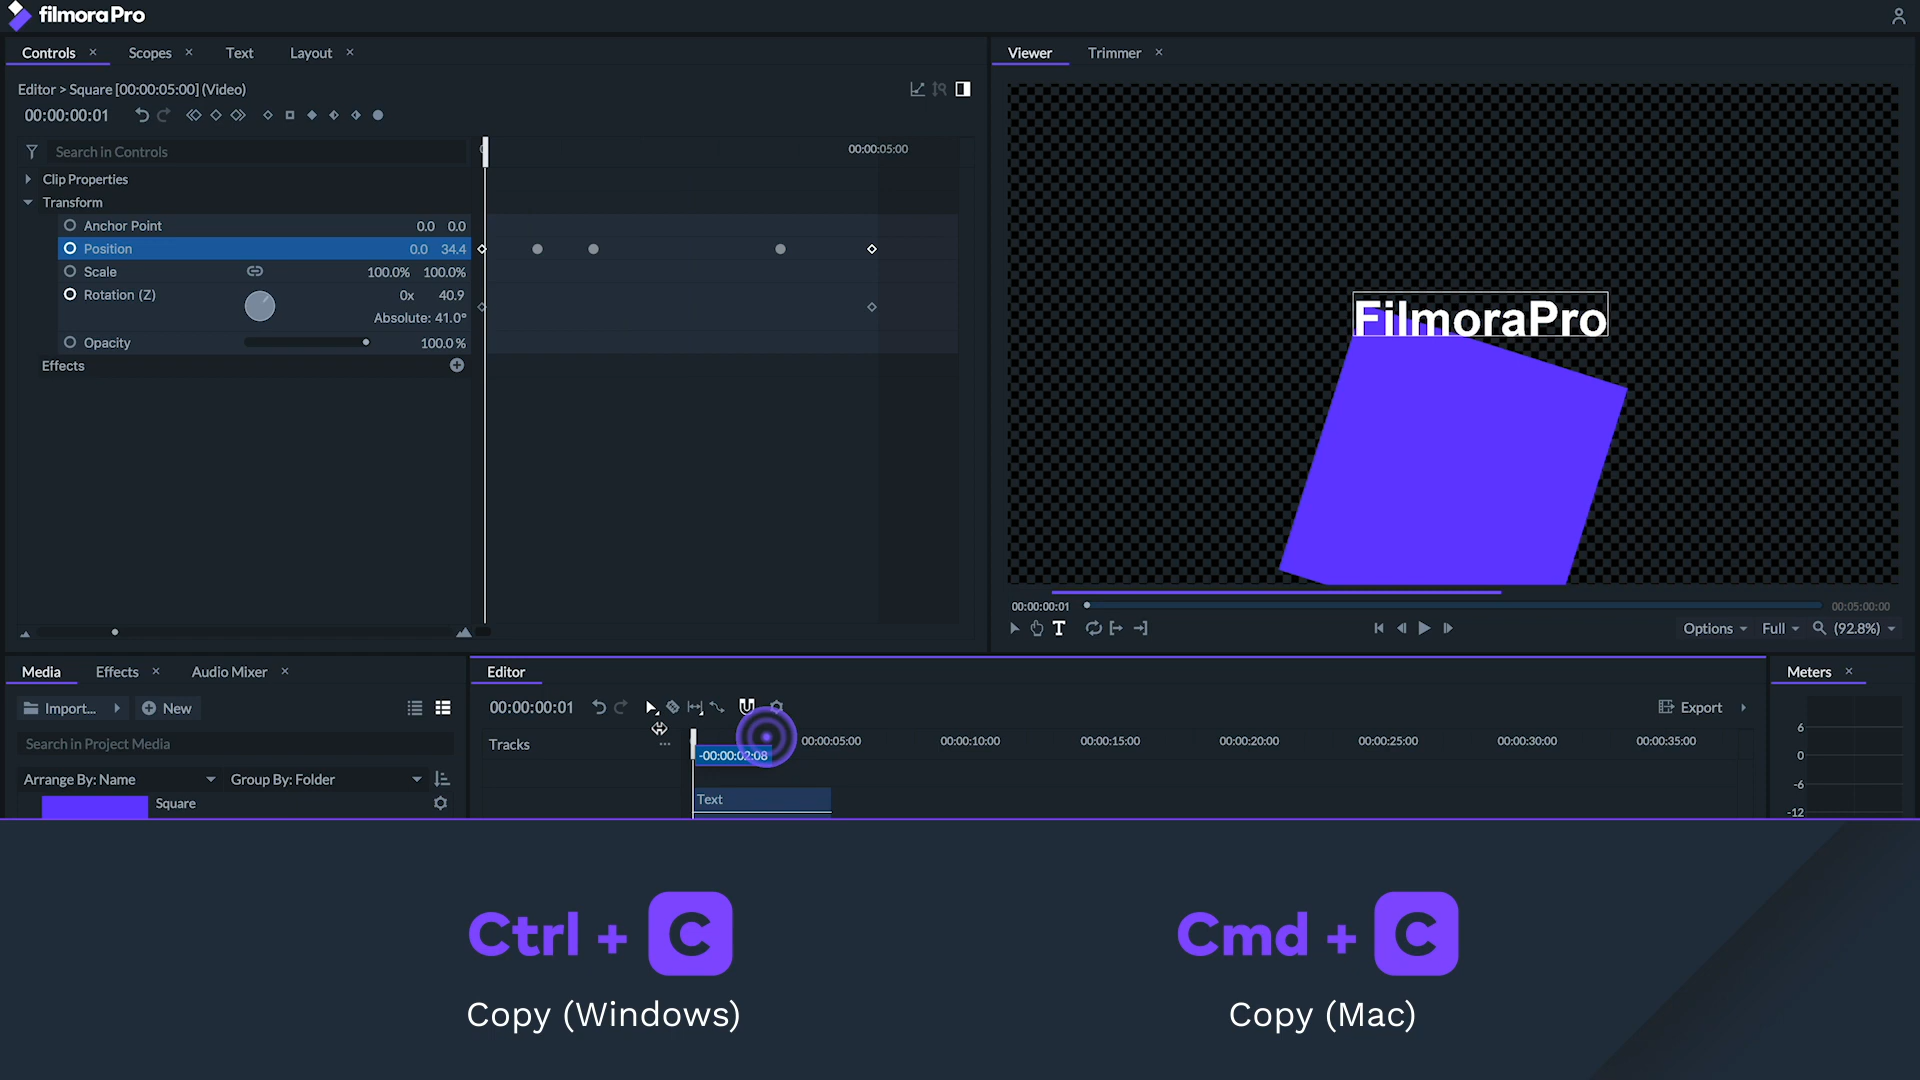 filmoraPro
Controls Scopes Text Layout
Viewer Trimmer
Editor > Square [00:00:05:00] (Video)
00:00:00:01
Search in Controls
00:00:05:00
Clip Properties
Transform
Anchor Point 0.0 0.0
Position 0.0 34.4
Scale 100.0% 100.0%
Rotation (Z) 0x 40.9
Absolute: 41.0°
Opacity 100.0 %
Effects
FilmoraPro
00:00:00:01 00:05:00:00
Options Full (92.8%)
Media Effects Audio Mixer
Import... New
Search in Project Media
Arrange By: Name Group By: Folder
Square
Editor
00:00:00:01 Export
Tracks
00:00:05:00 00:00:10:00 00:00:15:00 00:00:20:00 00:00:25:00 00:00:30:00 00:00:35:00
-00:00:02:08
Text
Meters
6
0
-6
-12
Ctrl + C
Copy (Windows)
Cmd + C
Copy (Mac)